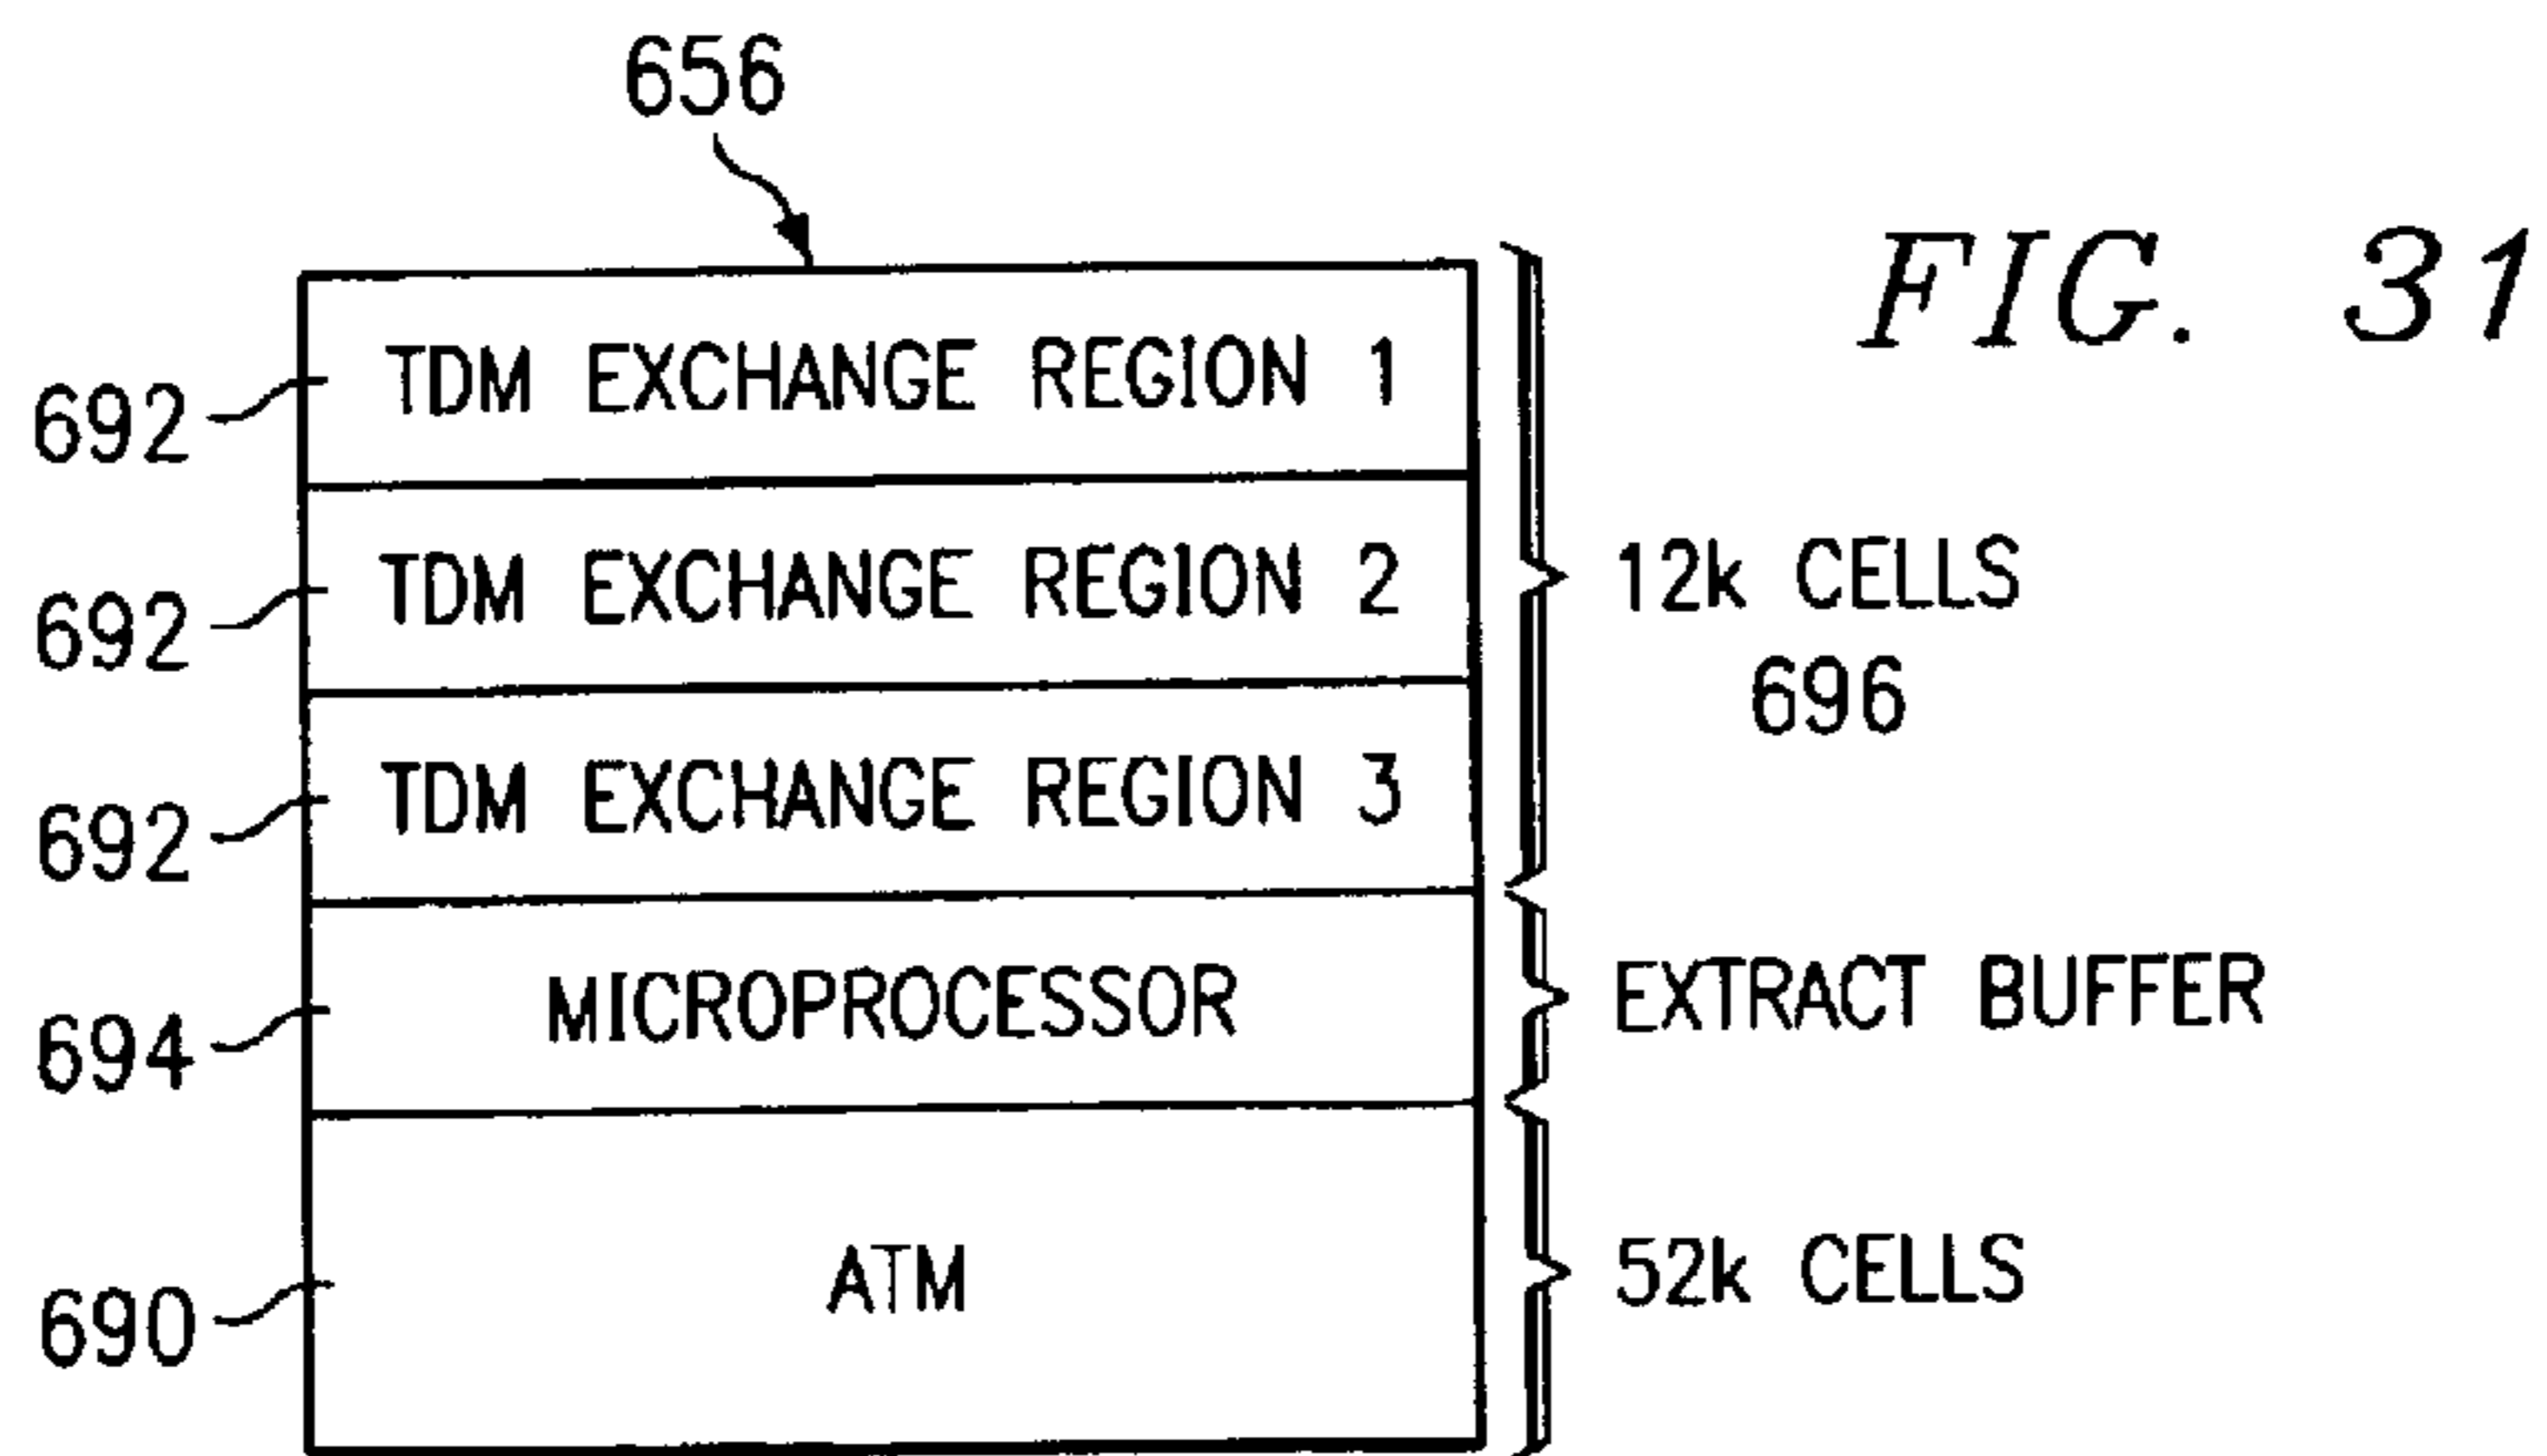 656
FIG. 31
692 TDM EXCHANGE REGION 1
692 TDM EXCHANGE REGION 2 12k CELLS
696
692 TDM EXCHANGE REGION 3
694 MICROPROCESSOR EXTRACT BUFFER
690 ATM 52k CELLS